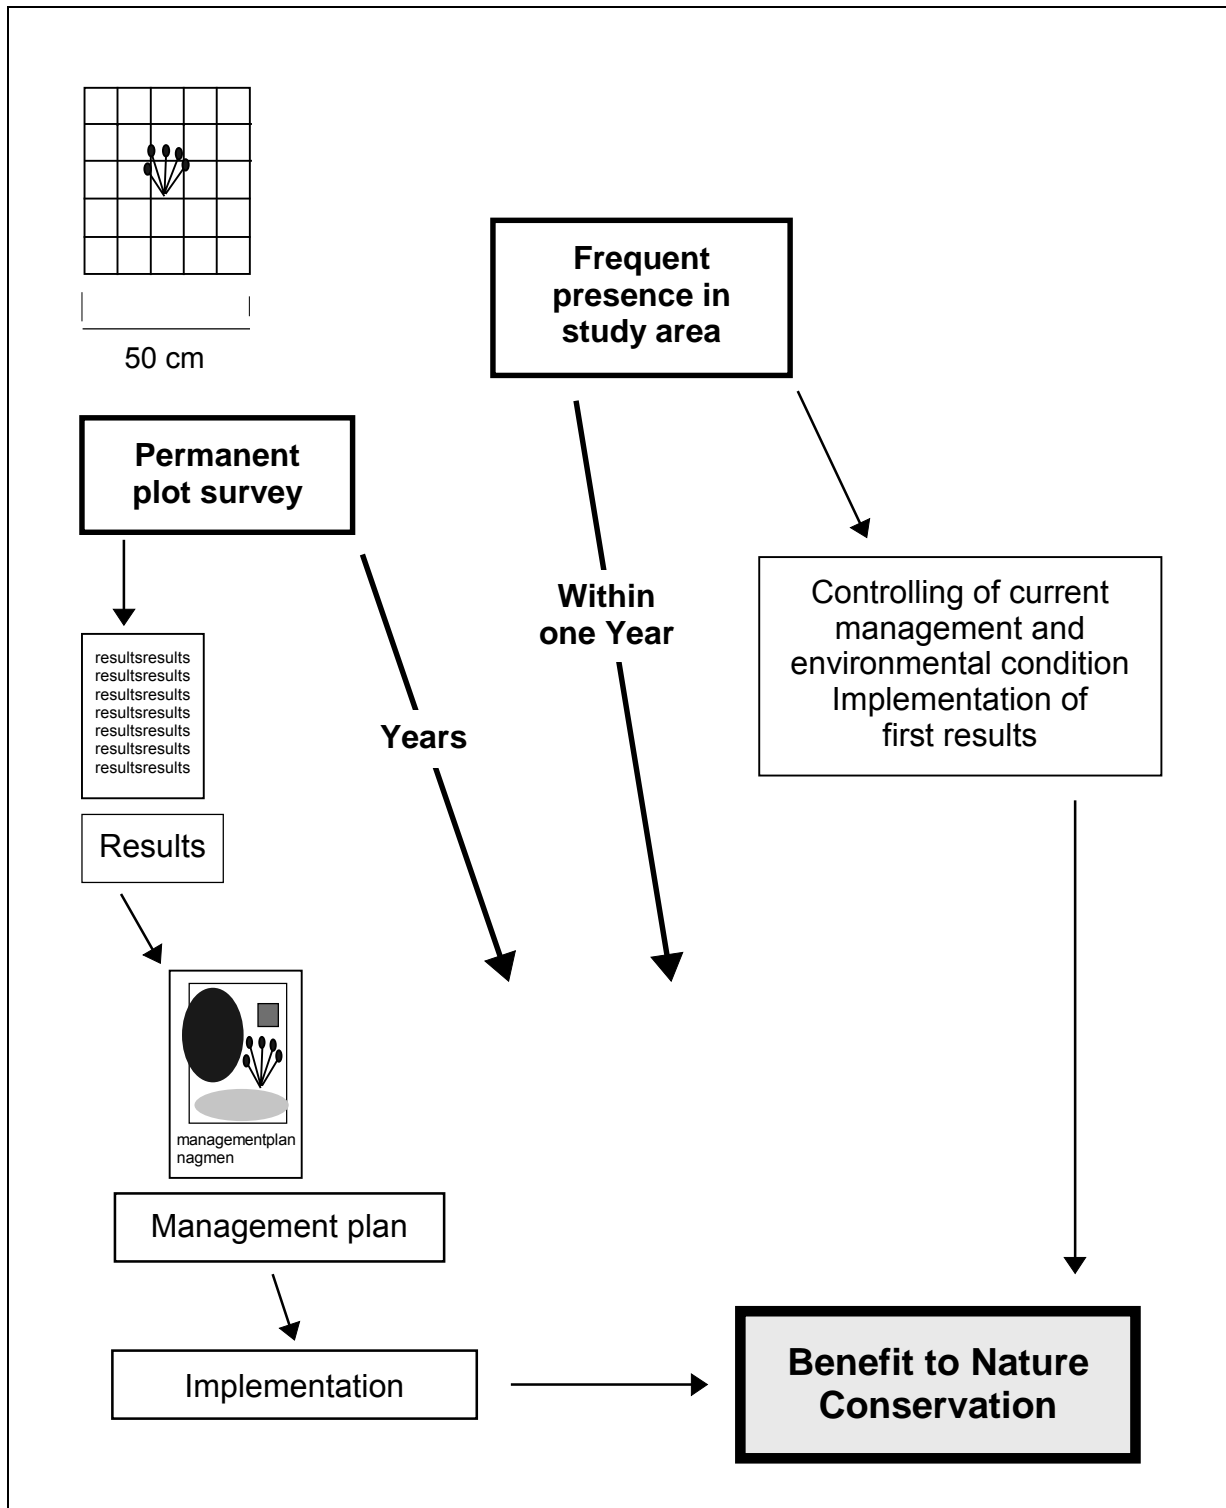 50 cm
Permanent
plot survey
resultsresults
resultsresults
resultsresults
resultsresults
resultsresults
resultsresults
resultsresults
Results
managementplan
nagmen
Management plan
Implementation
Years
Frequent
presence in
study area
Within
one Year
Controlling of current
management and
environmental condition
Implementation of
first results
Benefit to Nature
Conservation